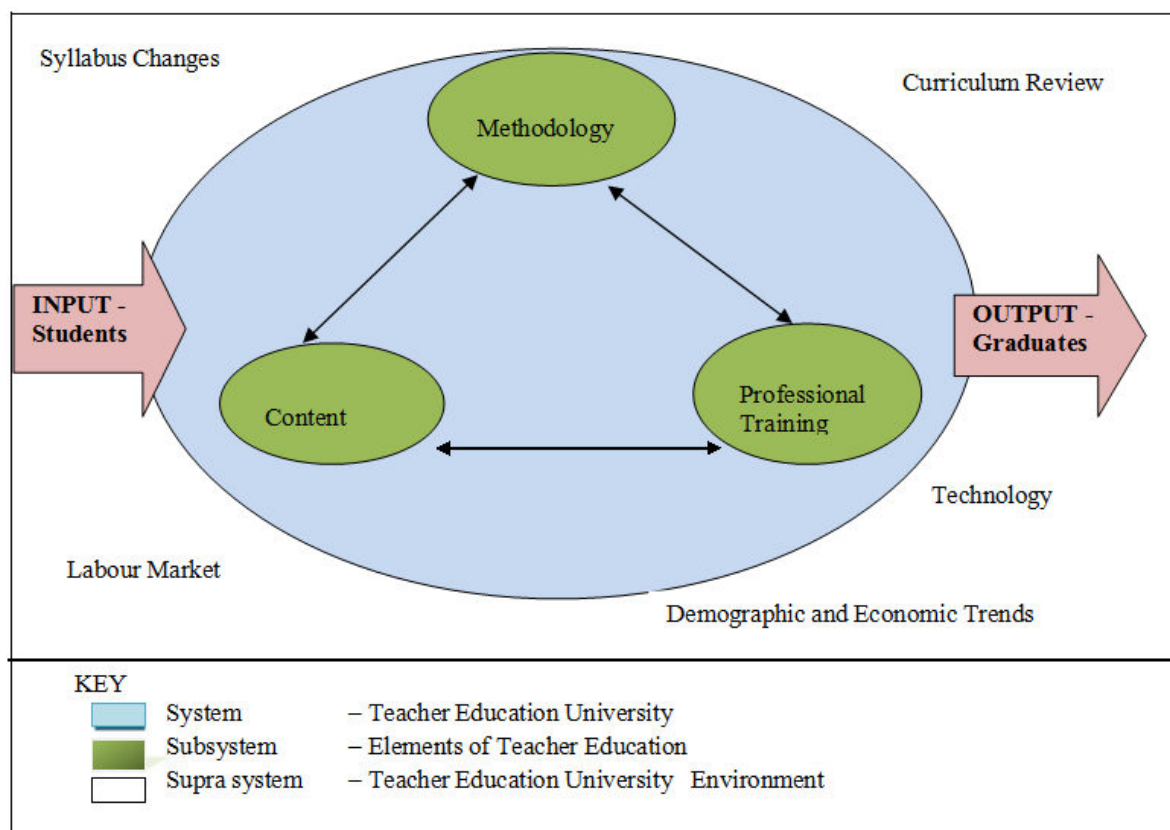 Syllabus Changes
Curriculum Review
Methodology
INPUT -
Students
OUTPUT -
Graduates
Content
Professional
Training
Technology
Labour Market
Demographic and Economic Trends
KEY
System – Teacher Education University
Subsystem – Elements of Teacher Education
Supra system – Teacher Education University Environment